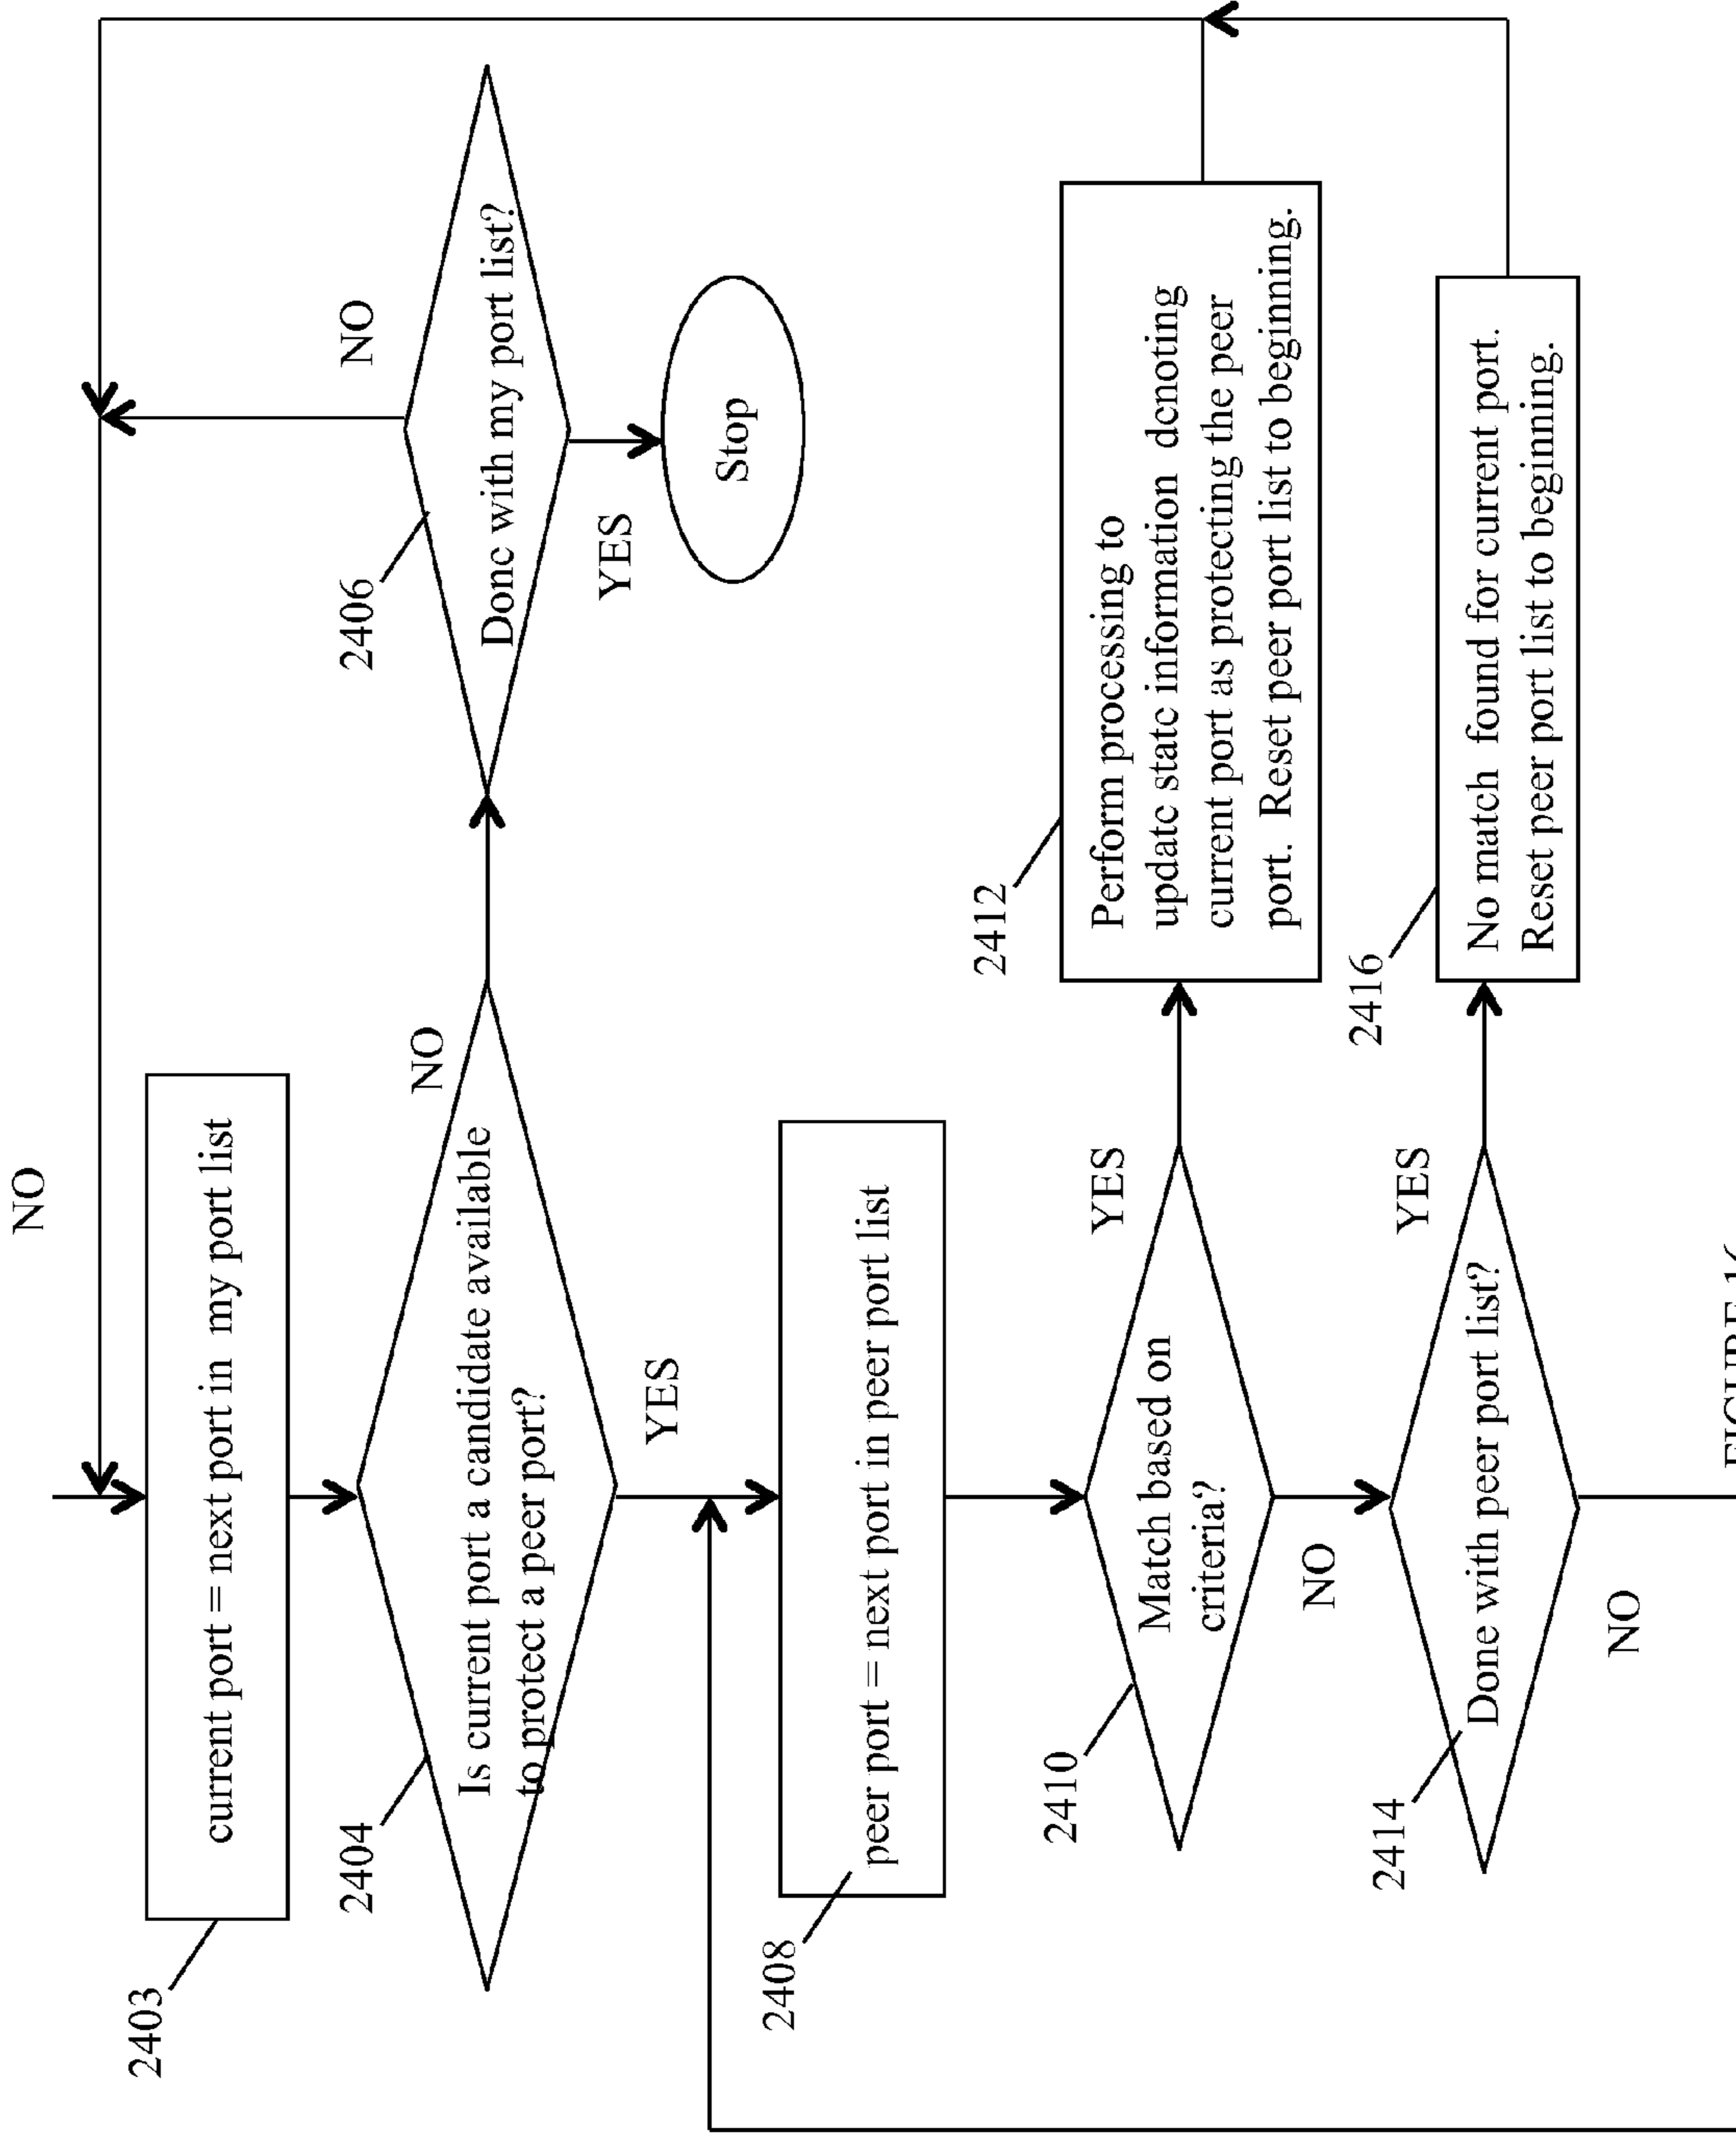 NO
2403
current port = next port in my port list
2404
Is current port a candidate available
to protect a peer port?
NO
YES
2406
Done with my port list?
NO
YES
Stop
2408
peer port = next port in peer port list
2410
Match based on
criteria?
YES
NO
2412
Perform processing to
update state information denoting
current port as protecting the peer
port. Reset peer port list to beginning.
2414
Done with peer port list?
YES
NO
2416
No match found for current port.
Reset peer port list to beginning.